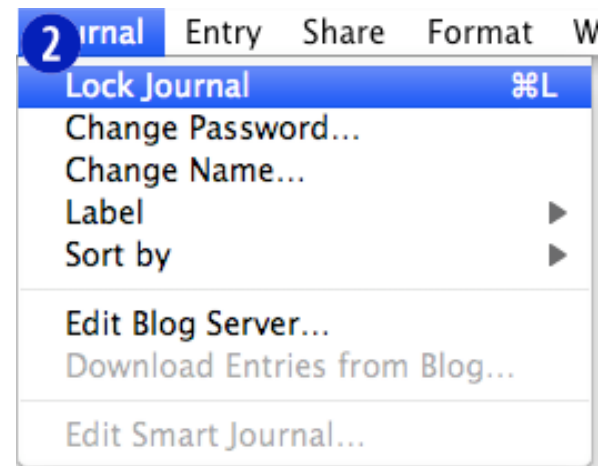 2 urnal Entry Share Format W
Lock Journal ⌘L
Change Password...
Change Name...
Label
Sort by
Edit Blog Server...
Download Entries from Blog...
Edit Smart Journal...